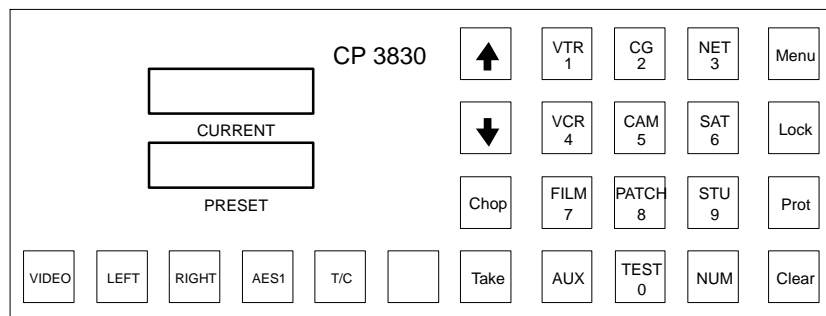 CP 3830
CURRENT
PRESET
VTR
1
CG
2
NET
3
Menu
VCR
4
CAM
5
SAT
6
Lock
Chop
FILM
7
PATCH
8
STU
9
Prot
VIDEO
LEFT
RIGHT
AES1
T/C
Take
AUX
TEST
0
NUM
Clear